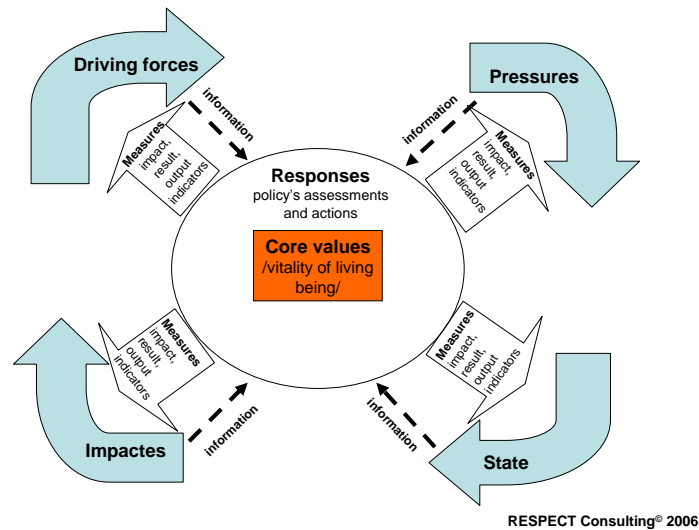 Driving forces
information
Measures
impact,
result,
output
indicators
Pressures
information
Measures
impact,
result,
output
indicators
Responses
policy's assessments
and actions
Core values
/vitality of living
being/
Impactes
information
Measures
impact,
result,
output
indicators
State
information
Measures
impact,
result,
output
indicators
RESPECT Consulting© 2006